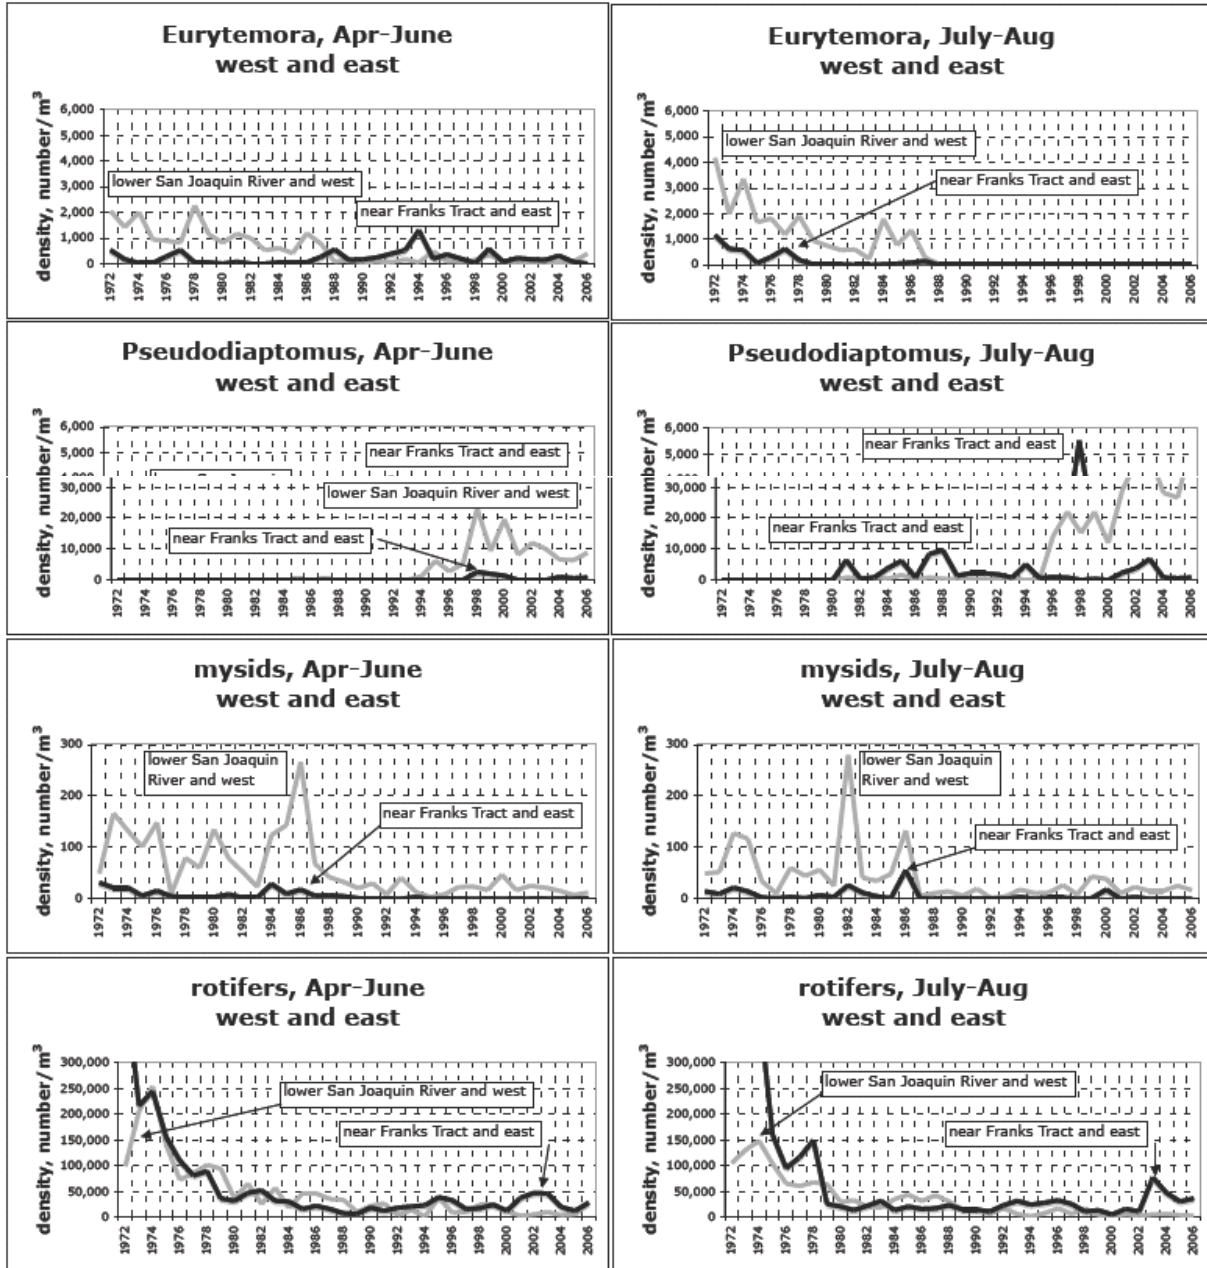 Eurytemora, Apr-June
west and east
density, number/m³
6,000
5,000
4,000
3,000
2,000
1,000
0
lower San Joaquin River and west
near Franks Tract and east
1972 1974 1976 1978 1980 1982 1984 1986 1988 1990 1992 1994 1996 1998 2000 2002 2004 2006
Eurytemora, July-Aug
west and east
density, number/m³
6,000
5,000
4,000
3,000
2,000
1,000
0
lower San Joaquin River and west
near Franks Tract and east
1972 1974 1976 1978 1980 1982 1984 1986 1988 1990 1992 1994 1996 1998 2000 2002 2004 2006
Pseudodiaptomus, Apr-June
west and east
density, number/m³
6,000
5,000
30,000
20,000
10,000
0
near Franks Tract and east
lower San Joaquin River and west
near Franks Tract and east
1972 1974 1976 1978 1980 1982 1984 1986 1988 1990 1992 1994 1996 1998 2000 2002 2004 2006
Pseudodiaptomus, July-Aug
west and east
density, number/m³
6,000
5,000
30,000
20,000
10,000
0
near Franks Tract and east
near Franks Tract and east
1972 1974 1976 1978 1980 1982 1984 1986 1988 1990 1992 1994 1996 1998 2000 2002 2004 2006
mysids, Apr-June
west and east
density, number/m³
300
200
100
0
lower San Joaquin
River and west
near Franks Tract and east
1972 1974 1976 1978 1980 1982 1984 1986 1988 1990 1992 1994 1996 1998 2000 2002 2004 2006
mysids, July-Aug
west and east
density, number/m³
300
200
100
0
lower San Joaquin
River and west
near Franks Tract and east
1972 1974 1976 1978 1980 1982 1984 1986 1988 1990 1992 1994 1996 1998 2000 2002 2004 2006
rotifers, Apr-June
west and east
density, number/m³
300,000
250,000
200,000
150,000
100,000
50,000
0
lower San Joaquin River and west
near Franks Tract and east
1972 1974 1976 1978 1980 1982 1984 1986 1988 1990 1992 1994 1996 1998 2000 2002 2004 2006
rotifers, July-Aug
west and east
density, number/m³
300,000
250,000
200,000
150,000
100,000
50,000
0
lower San Joaquin River and west
near Franks Tract and east
1972 1974 1976 1978 1980 1982 1984 1986 1988 1990 1992 1994 1996 1998 2000 2002 2004 2006